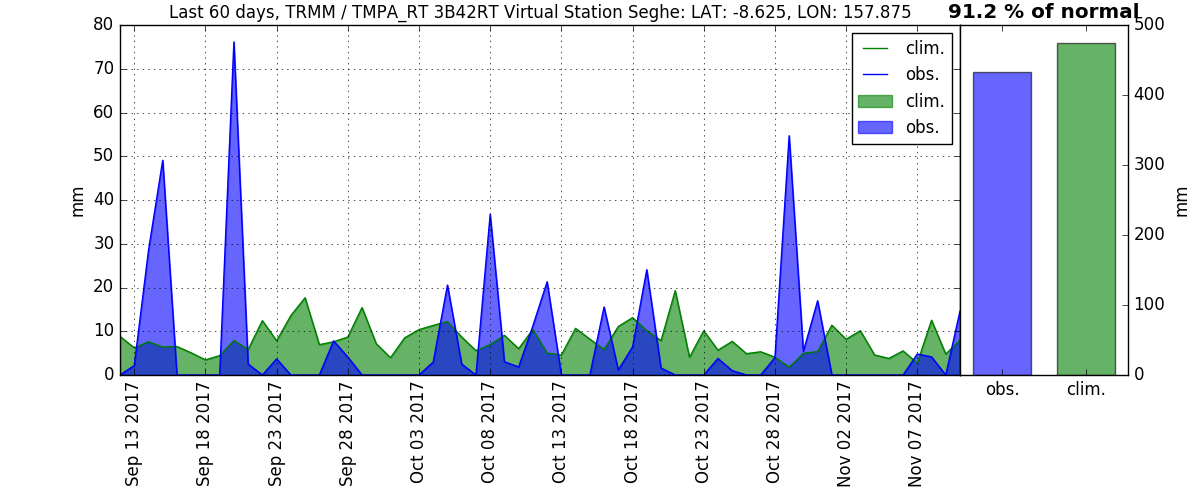 Last 60 days, TRMM / TMPA_RT 3B42RT Virtual Station Seghe: LAT: -8.625, LON: 157.875
91.2 % of normal
80
70
60
50
40
30
20
10
0
mm
clim.
obs.
clim.
obs.
Sep 13 2017
Sep 18 2017
Sep 23 2017
Sep 28 2017
Oct 03 2017
Oct 08 2017
Oct 13 2017
Oct 18 2017
Oct 23 2017
Oct 28 2017
Nov 02 2017
Nov 07 2017
500
400
300
200
100
0
mm
obs.
clim.